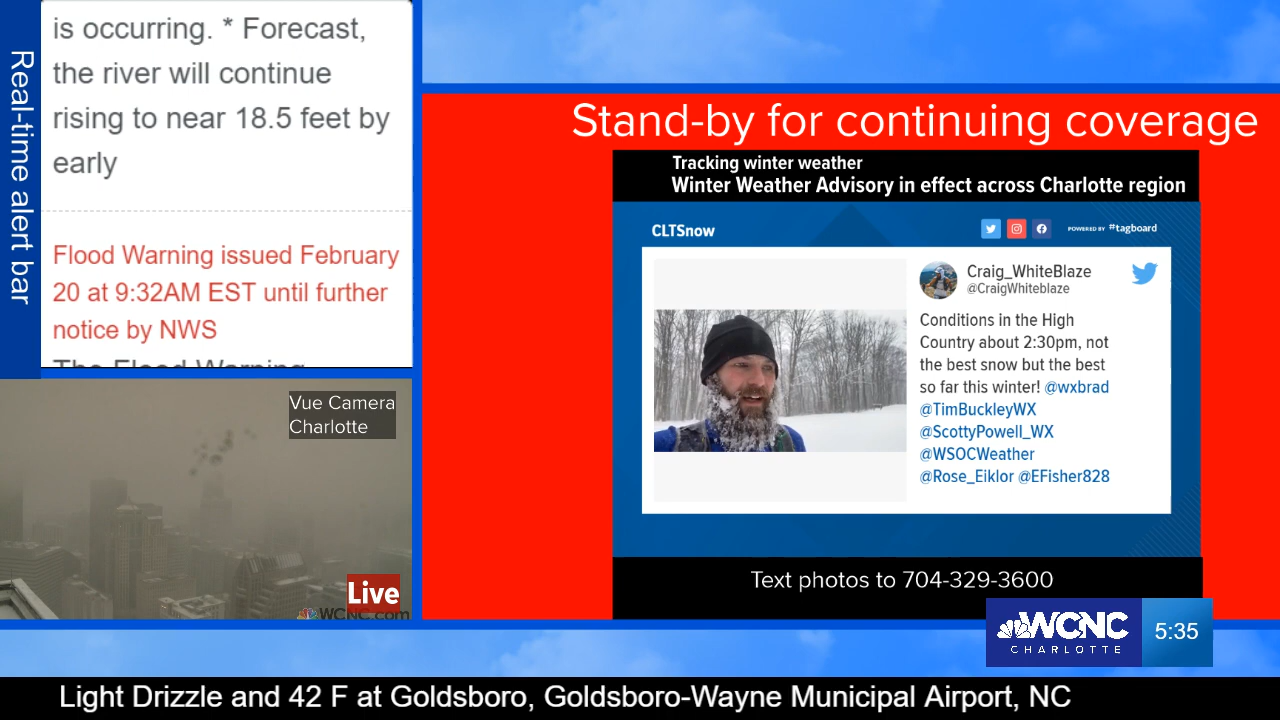 Real-time alert bar
is occurring. * Forecast,
the river will continue
rising to near 18.5 feet by
early
Flood Warning issued February
20 at 9:32AM EST until further
notice by NWS
The Flood Warning
Vue Camera
Charlotte
Live
WCNC.com
Stand-by for continuing coverage
Tracking winter weather
Winter Weather Advisory in effect across Charlotte region
CLTSnow
POWERED BY #tagboard
Craig_WhiteBlaze
@CraigWhiteblaze
Conditions in the High
Country about 2:30pm, not
the best snow but the best
so far this winter! @wxbrad
@TimBuckleyWX
@ScottyPowell_WX
@WSOCWeather
@Rose_Eiklor @EFisher828
Text photos to 704-329-3600
WCNC
CHARLOTTE
5:35
Light Drizzle and 42 F at Goldsboro, Goldsboro-Wayne Municipal Airport, NC